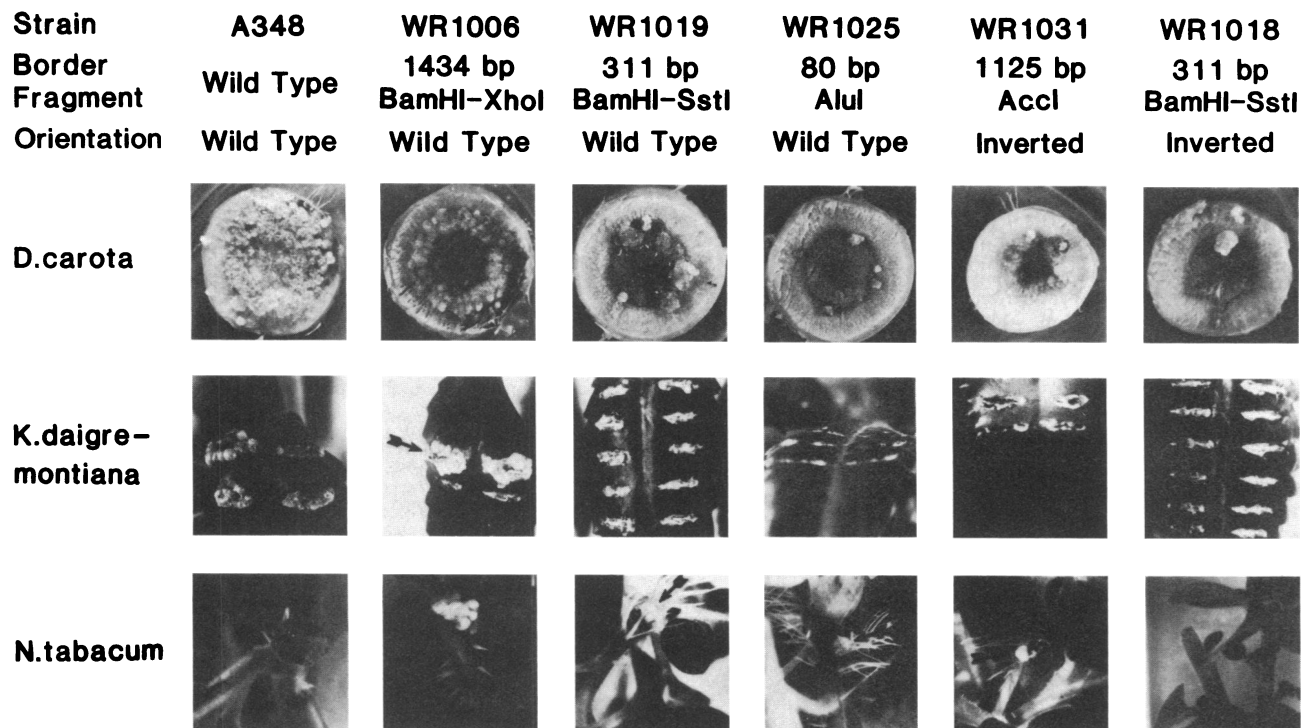 Strain A348 WR1006 WR1019 WR1025 WR1031 WR1018
Border Fragment Wild Type 1434 bp BamHI-XhoI 311 bp BamHI-SstI 80 bp AluI 1125 bp AccI 311 bp BamHI-SstI
Orientation Wild Type Wild Type Wild Type Wild Type Inverted Inverted
D.carota
K.daigre-
montiana
N.tabacum